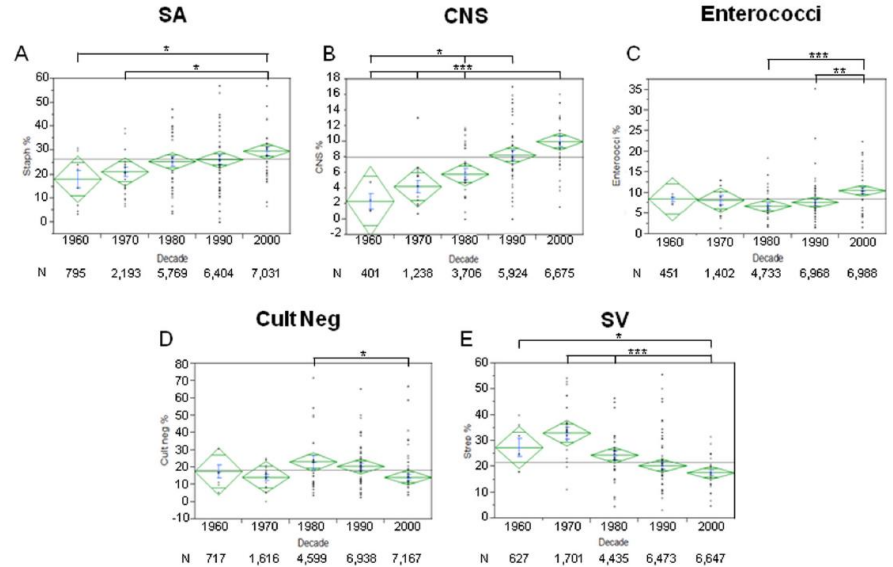 SA
CNS
Enterococci
A
*
*
Staph %
60
50
40
30
20
10
0
1960 1970 1980 1990 2000
Decade
N 795 2,193 5,769 6,404 7,031
B
*
***
CNS %
18
16
14
12
10
8
6
4
2
0
-2
1960 1970 1980 1990 2000
Decade
N 401 1,238 3,706 5,924 6,675
C
***
**
Enteroocci %
35
30
25
20
15
10
5
0
1960 1970 1980 1990 2000
Decade
N 451 1,402 4,733 6,968 6,988
Cult Neg
SV
D
*
Cult neg %
80
70
60
50
40
30
20
10
0
-10
1960 1970 1980 1990 2000
Decade
N 717 1,616 4,599 6,938 7,167
E
*
***
Strep %
60
50
40
30
20
10
0
1960 1970 1980 1990 2000
Decade
N 627 1,701 4,435 6,473 6,647